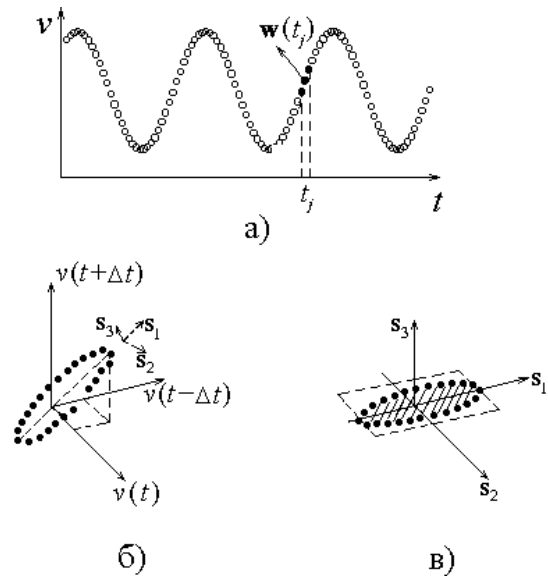 v
w(t_j)
t_j
t
а)
v(t+Δt)
s_3
s_1
s_2
v(t−Δt)
v(t)
б)
s_3
s_1
s_2
в)